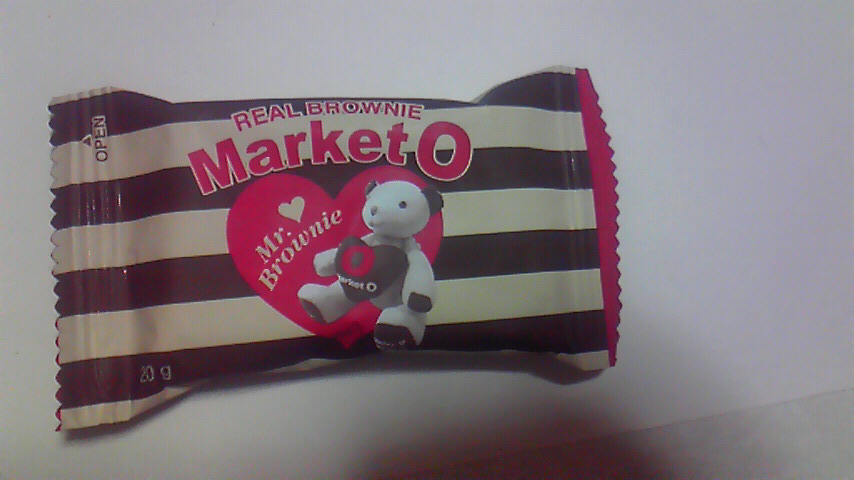 OPEN
REAL BROWNIE
Market O
Mr.
Brownie
O
Market O
20 g